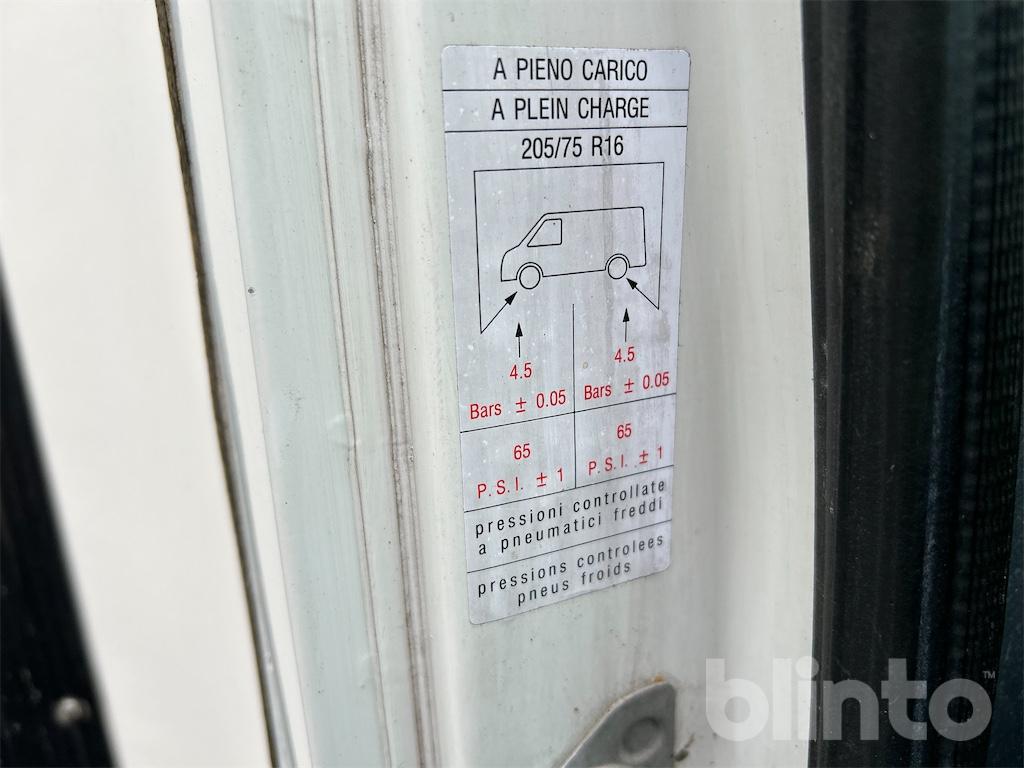 A PIENO CARICO
A PLEIN CHARGE
205/75 R16
4.5 4.5
Bars ± 0.05 Bars ± 0.05
65 65
P.S.I. ± 1 P.S.I. ± 1
pressioni controllate
a pneumatici freddi
pressions controlees
pneus froids
blinto™